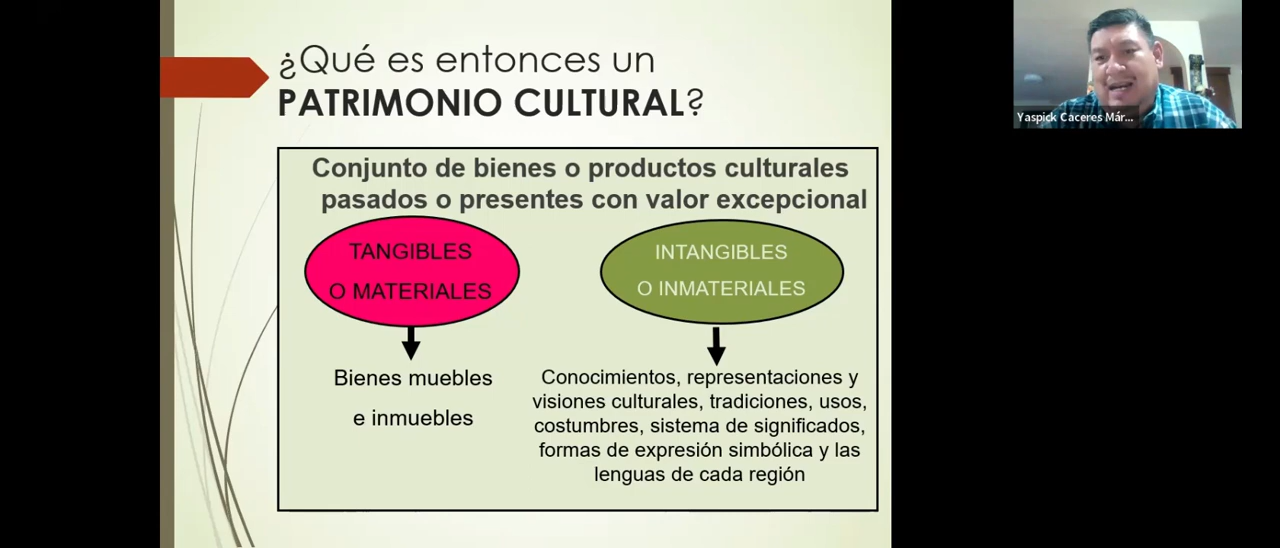 ¿Qué es entonces un
PATRIMONIO CULTURAL?
Conjunto de bienes o productos culturales
pasados o presentes con valor excepcional
TANGIBLES
O MATERIALES
INTANGIBLES
O INMATERIALES
Bienes muebles
e inmuebles
Conocimientos, representaciones y
visiones culturales, tradiciones, usos,
costumbres, sistema de significados,
formas de expresión simbólica y las
lenguas de cada región
Yaspick Caceres Már...